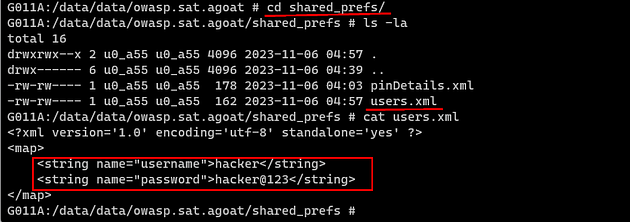 G011A:/data/data/owasp.sat.agoat # cd shared_prefs/
G011A:/data/data/owasp.sat.agoat/shared_prefs # ls -la
total 16
drwxrwx--x 2 u0_a55 u0_a55 4096 2023-11-06 04:57 .
drwx------ 6 u0_a55 u0_a55 4096 2023-11-06 04:39 ..
-rw-rw---- 1 u0_a55 u0_a55  178 2023-11-06 04:03 pinDetails.xml
-rw-rw---- 1 u0_a55 u0_a55  162 2023-11-06 04:57 users.xml
G011A:/data/data/owasp.sat.agoat/shared_prefs # cat users.xml
<?xml version='1.0' encoding='utf-8' standalone='yes' ?>
<map>
    <string name="username">hacker</string>
    <string name="password">hacker@123</string>
</map>
G011A:/data/data/owasp.sat.agoat/shared_prefs #